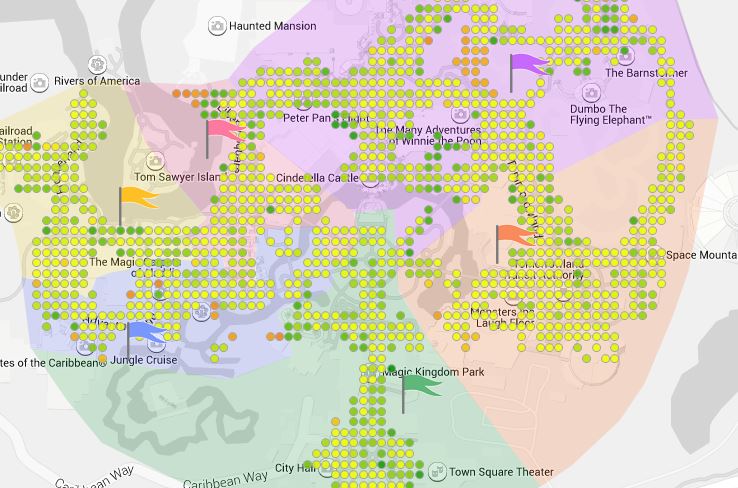 Haunted Mansion
under
ilroad
Rivers of America
The Barnstormer
Dumbo The
Flying Elephant™
Peter Pan's Flight
The Many Adventures
of Winnie the Pooh
ailroad
Station
Tom Sawyer Island
Cinderella Castle
Space Mounta
The Magic Carpets
Monsters Inc
Laugh Floor
tes of the Caribbean®
Jungle Cruise
Magic Kingdom Park
City Hall
Town Square Theater
Caribbean Way
Caribbean Way